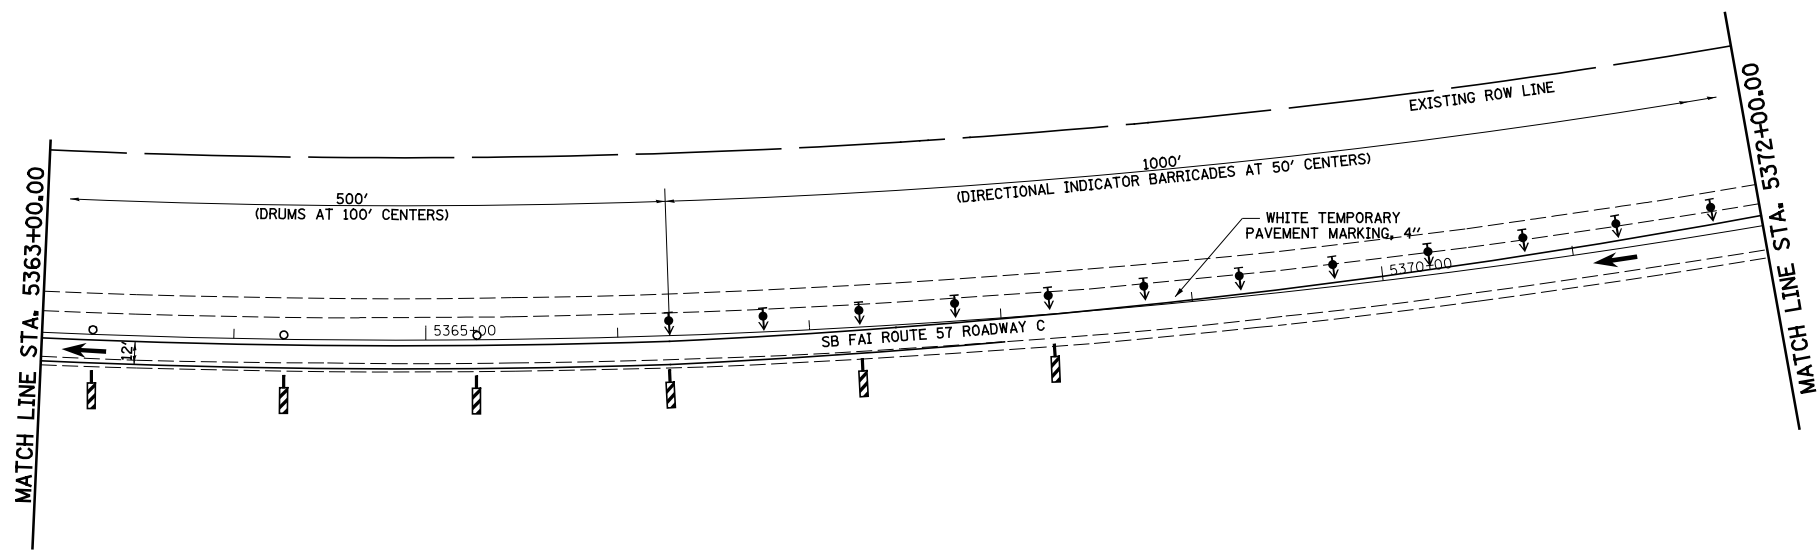 EXISTING ROW LINE
MATCH LINE STA. 5372+00.00
1000'
(DIRECTIONAL INDICATOR BARRICADES AT 50' CENTERS)
MATCH LINE STA. 5363+00.00
500'
(DRUMS AT 100' CENTERS)
WHITE TEMPORARY
PAVEMENT MARKING, 4''
5370+00
5365+00
SB FAI ROUTE 57 ROADWAY C
12'